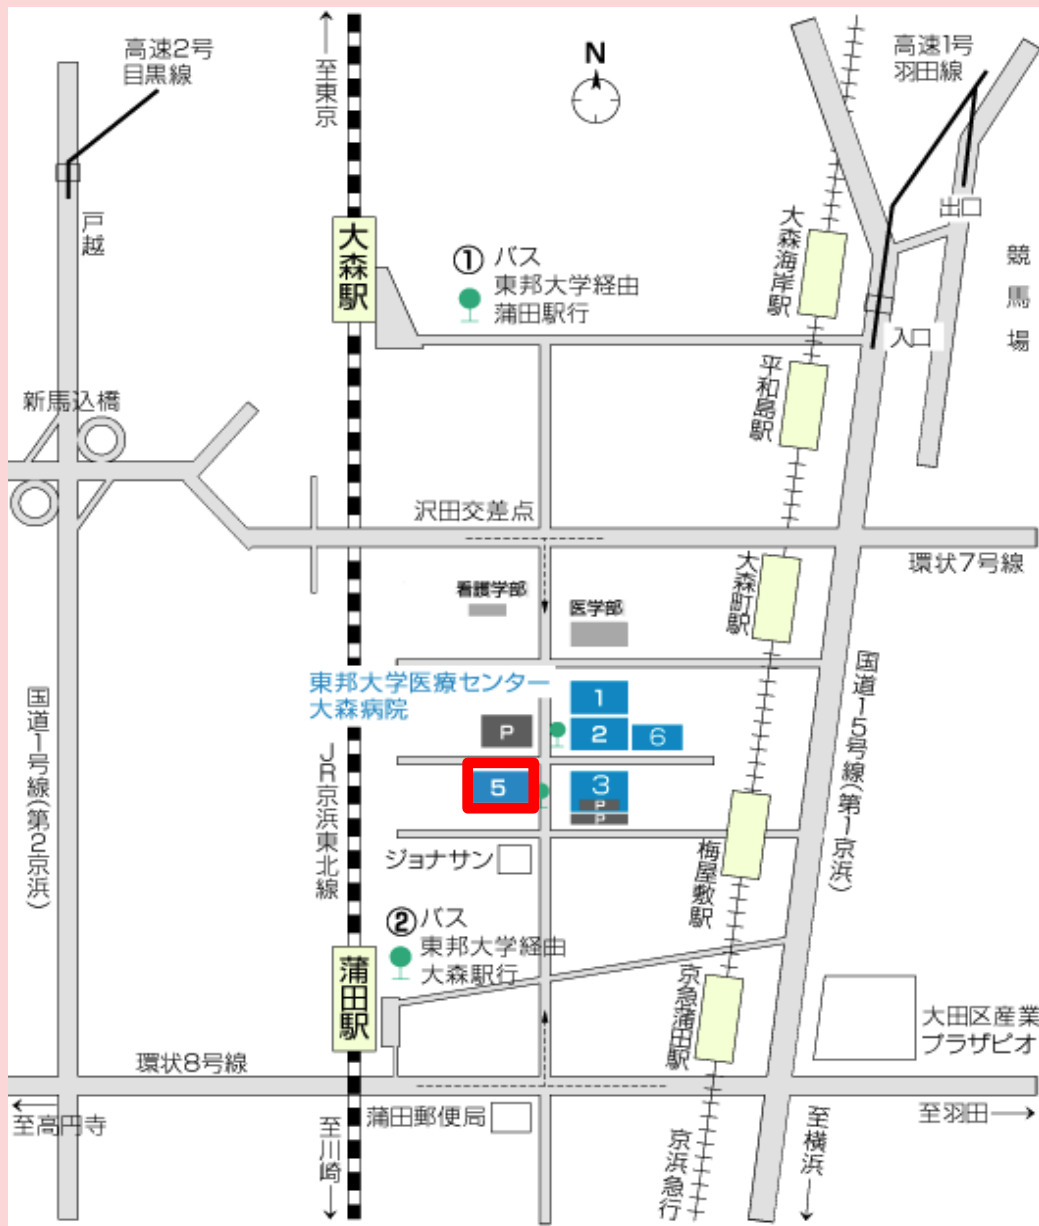 高速2号
目黒線
至東京
N
高速1号
羽田線
戸越
大森駅
① バス
東邦大学経由
蒲田駅行
大森海岸駅
出口
競馬場
入口
平和島駅
新馬込橋
沢田交差点
環状7号線
看護学部
医学部
大森町駅
東邦大学医療センター
大森病院
1
P
2
6
5
3
P
P
国道1号線(第2京浜)
JR京浜東北線
国道15号線(第1京浜)
ジョナサン
梅屋敷駅
② バス
東邦大学経由
大森駅行
蒲田駅
京急蒲田駅
大田区産業
プラザピオ
環状8号線
至高円寺
至川崎
蒲田郵便局
京浜急行
至横浜
至羽田